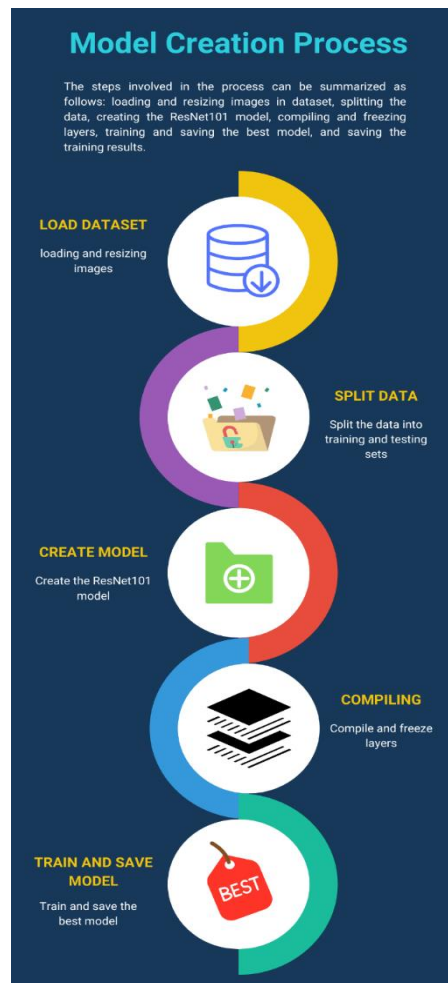 Model Creation Process
The steps involved in the process can be summarized as
follows: loading and resizing images in dataset, splitting the
data, creating the ResNet101 model, compiling and freezing
layers, training and saving the best model, and saving the
training results.
LOAD DATASET
loading and resizing
images
SPLIT DATA
Split the data into
training and testing
sets
CREATE MODEL
Create the ResNet101
model
COMPILING
Compile and freeze
layers
TRAIN AND SAVE
MODEL
Train and save the
best model
BEST